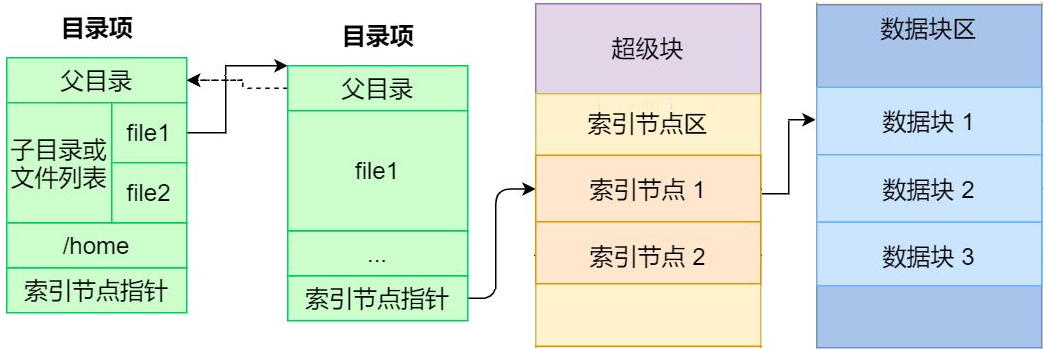 目录项
父目录
子目录或
文件列表
file1
file2
/home
索引节点指针
目录项
父目录
file1
...
索引节点指针
超级块
索引节点区
索引节点 1
索引节点 2
数据块区
数据块 1
数据块 2
数据块 3